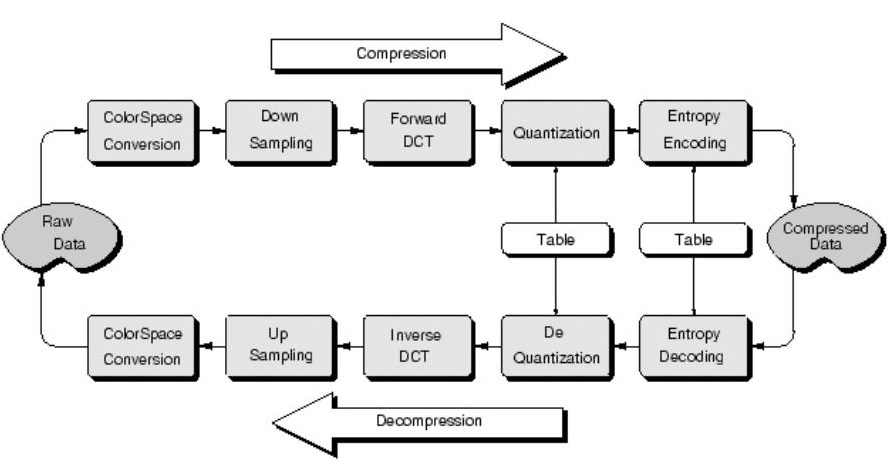 Compression
ColorSpace
Conversion
Down
Sampling
Forward
DCT
Quantization
Entropy
Encoding
Raw
Data
Table
Table
Compressed
Data
ColorSpace
Conversion
Up
Sampling
Inverse
DCT
De
Quantization
Entropy
Decoding
Decompression